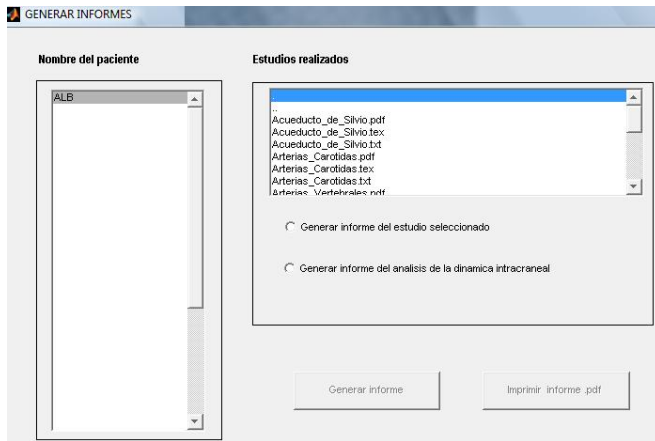 GENERAR INFORMES
Nombre del paciente
ALB
Estudios realizados
.
..
Acueducto_de_Silvio.pdf
Acueducto_de_Silvio.tex
Acueducto_de_Silvio.txt
Arterias_Carotidas.pdf
Arterias_Carotidas.tex
Arterias_Carotidas.txt
Arterias_Vertebrales.pdf
Generar informe del estudio seleccionado
Generar informe del analisis de la dinamica intracraneal
Generar informe
Imprimir informe .pdf